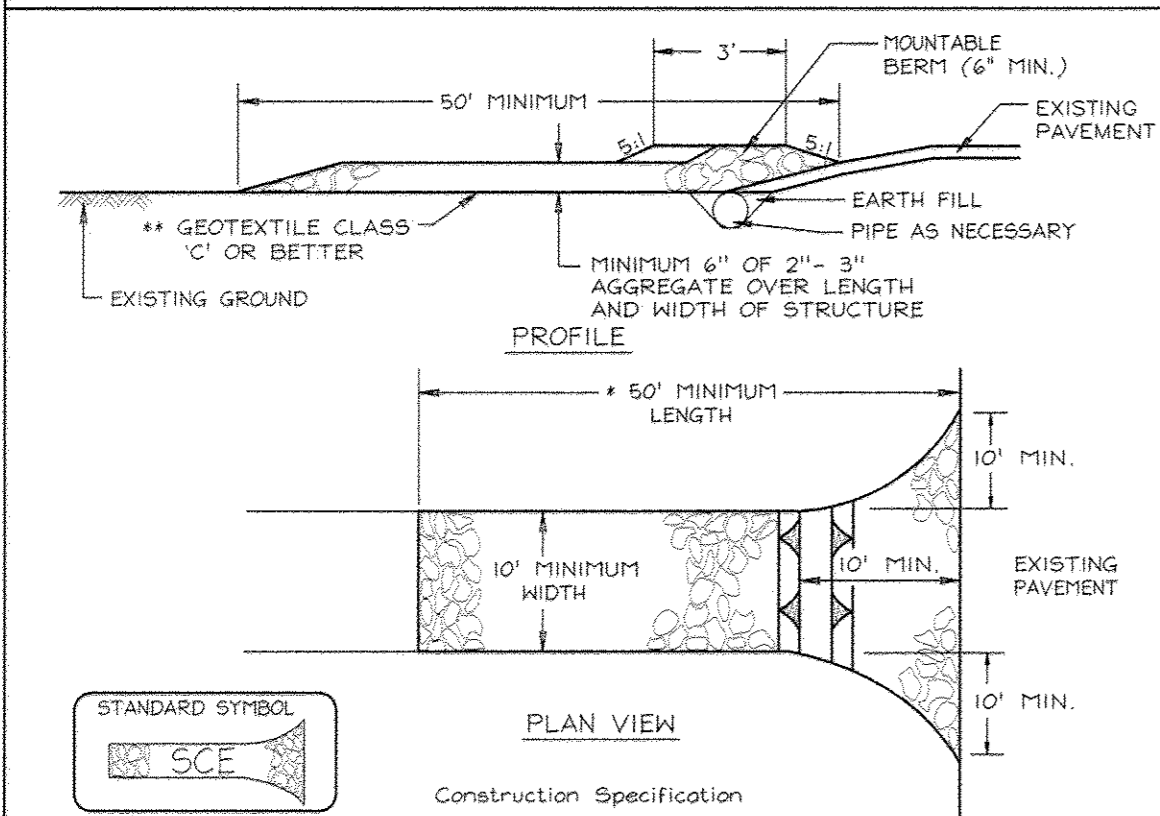 3'
MOUNTABLE
BERM (6" MIN.)
50' MINIMUM
EXISTING
PAVEMENT
5:1
5:1
** GEOTEXTILE CLASS
'C' OR BETTER
EARTH FILL
PIPE AS NECESSARY
EXISTING GROUND
MINIMUM 6" OF 2"- 3"
AGGREGATE OVER LENGTH
AND WIDTH OF STRUCTURE
PROFILE
* 50' MINIMUM
LENGTH
10' MIN.
10' MINIMUM
WIDTH
10' MIN.
EXISTING
PAVEMENT
10' MIN.
STANDARD SYMBOL
SCE
PLAN VIEW
Construction Specification